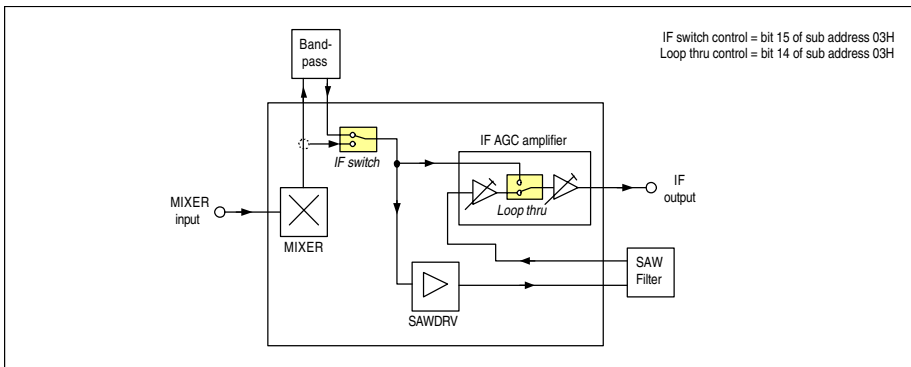 IF switch control = bit 15 of sub address 03H
Loop thru control = bit 14 of sub address 03H
Band-
pass
IF switch
IF AGC amplifier
Loop thru
IF
output
MIXER
input
MIXER
SAWDRV
SAW
Filter